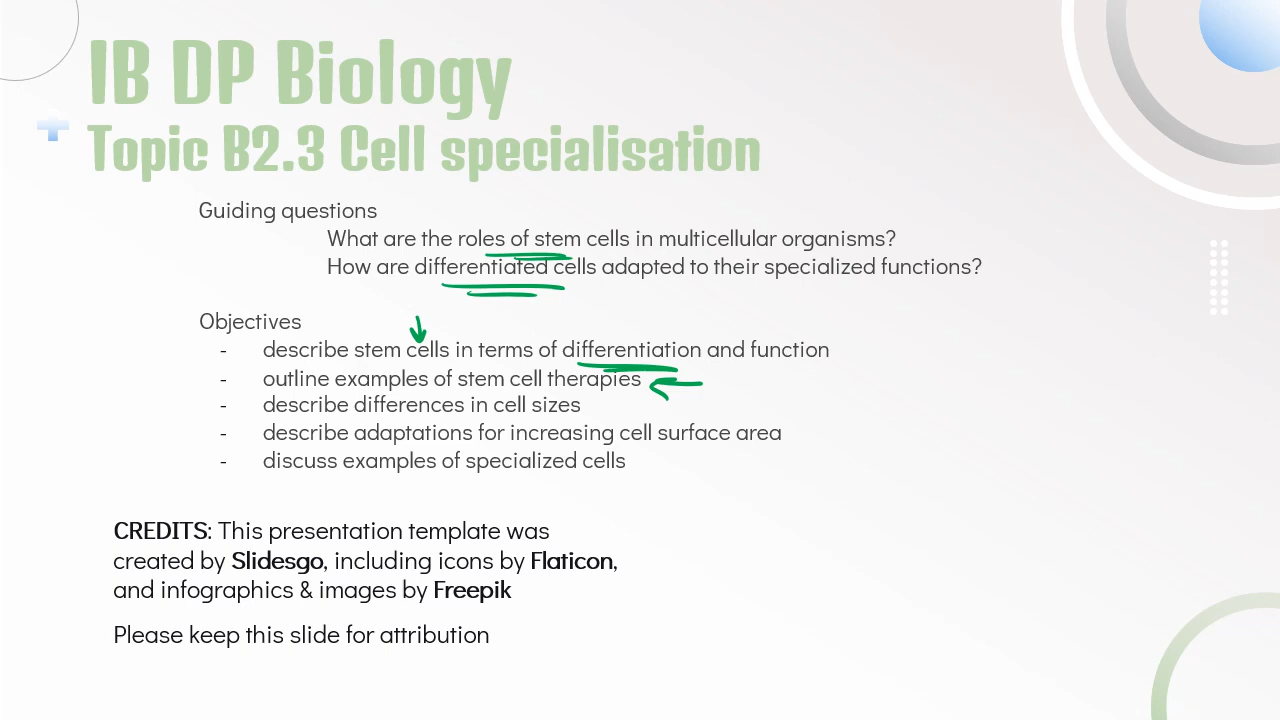 IB DP Biology
Topic B2.3 Cell specialisation
Guiding questions
What are the roles of stem cells in multicellular organisms?
How are differentiated cells adapted to their specialized functions?
Objectives
- describe stem cells in terms of differentiation and function
- outline examples of stem cell therapies
- describe differences in cell sizes
- describe adaptations for increasing cell surface area
- discuss examples of specialized cells
CREDITS: This presentation template was
created by Slidesgo, including icons by Flaticon,
and infographics & images by Freepik
Please keep this slide for attribution